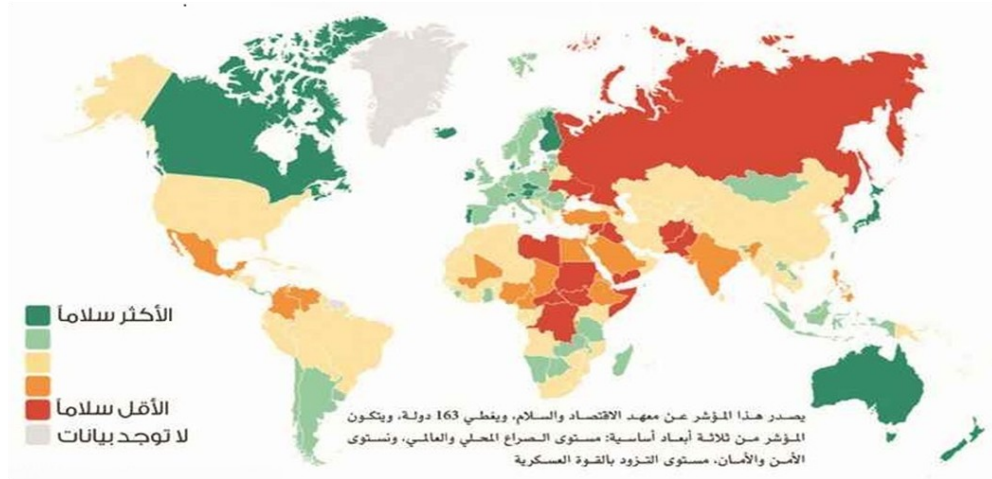 الأكثر سلاماً
الأقل سلاماً
لا توجد بيانات
يصدر هذا المؤشر عن معهد الاقتصاد والسلام، ويغطي 163 دولة، ويتكون
المؤشر من ثلاثة أبعاد أساسية: مستوى الصراع المحلي والعالمي، ونستوى
الأمن والأمان، مستوى التزود بالقوة العسكرية